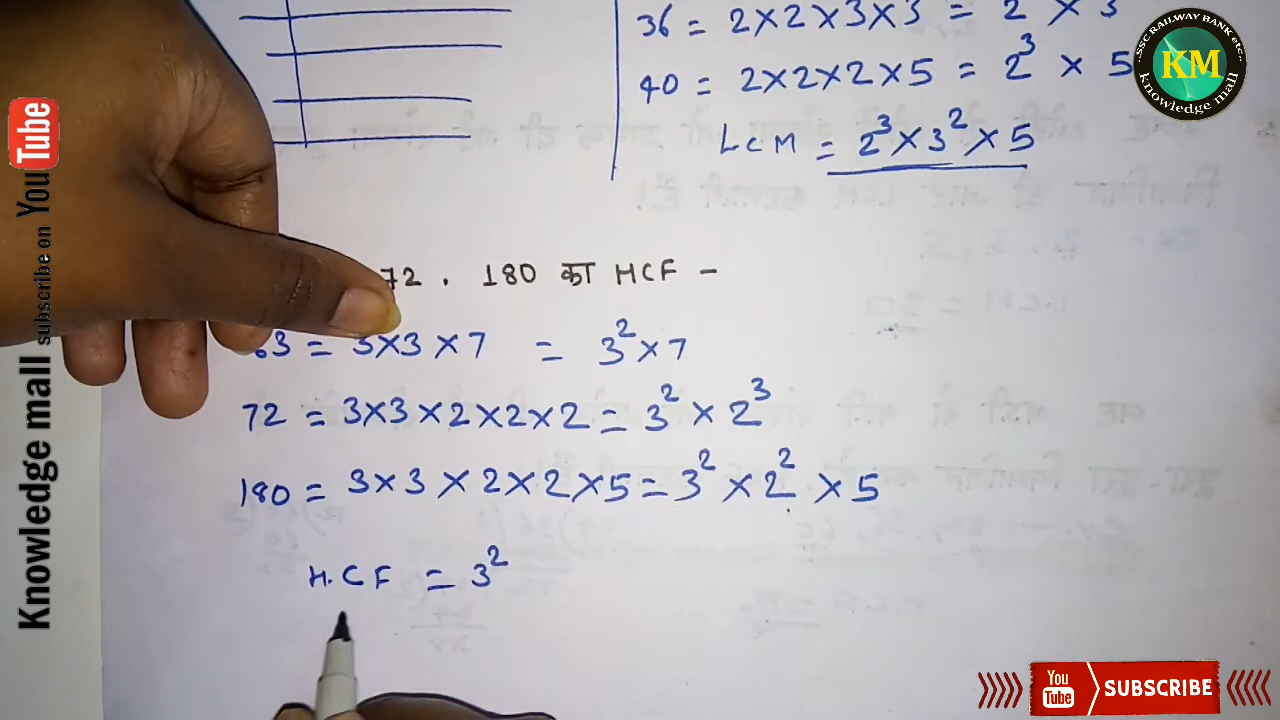 36 = 2×2×3×3 = 2 × 3
40 = 2×2×2×5 = 2³ × 5
LCM = 2³×3²×5
72 . 180 का HCF –
63 = 3×3×7 = 3²×7
72 = 3×3×2×2×2 = 3²×2³
180 = 3×3×2×2×5 = 3²×2²×5
H.C F = 3²
Knowledge mall subscribe on YouTube
SSC RAILWAY BANK etc.
KM
knowledge mall
You Tube SUBSCRIBE